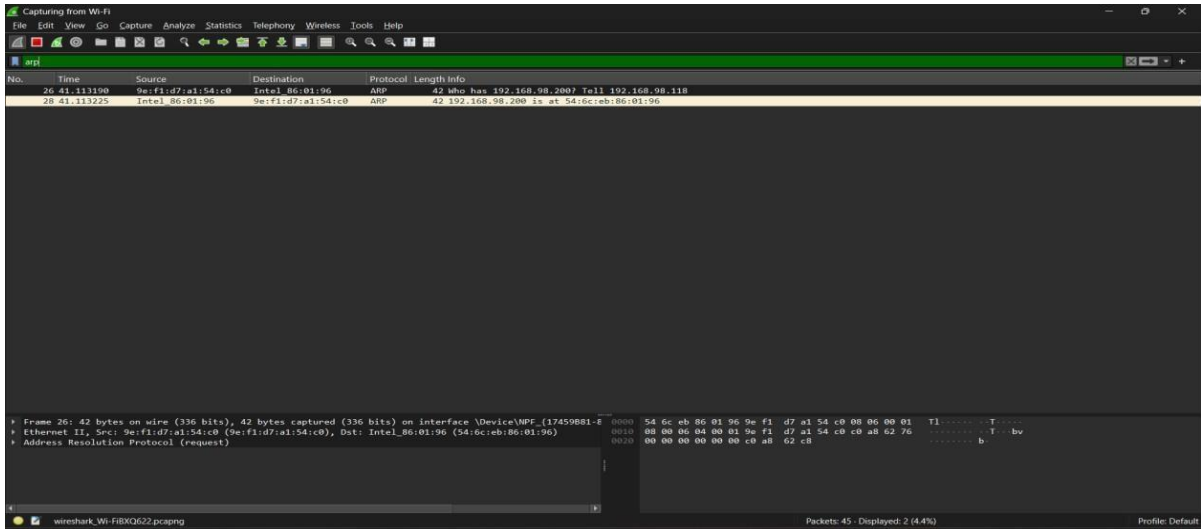 Capturing from Wi-Fi
File Edit View Go Capture Analyze Statistics Telephony Wireless Tools Help
arp
No. Time Source Destination Protocol Length Info
26 41.113190 9e:f1:d7:a1:54:c0 Intel_86:01:96 ARP 42 Who has 192.168.98.200? Tell 192.168.98.118
28 41.113225 Intel_86:01:96 9e:f1:d7:a1:54:c0 ARP 42 192.168.98.200 is at 54:6c:eb:86:01:96
Frame 26: 42 bytes on wire (336 bits), 42 bytes captured (336 bits) on interface \Device\NPF_{17459B81-8
Ethernet II, Src: 9e:f1:d7:a1:54:c0 (9e:f1:d7:a1:54:c0), Dst: Intel_86:01:96 (54:6c:eb:86:01:96)
Address Resolution Protocol (request)
0000 54 6c eb 86 01 96 9e f1 d7 a1 54 c0 08 06 00 01 Tl······ ··T·····
0010 08 00 06 04 00 01 9e f1 d7 a1 54 c0 c0 a8 62 76 ········ ··T···bv
0020 00 00 00 00 00 00 c0 a8 62 c8 ········ b·
wireshark_Wi-FiBXQ622.pcapng
Packets: 45 · Displayed: 2 (4.4%)
Profile: Default